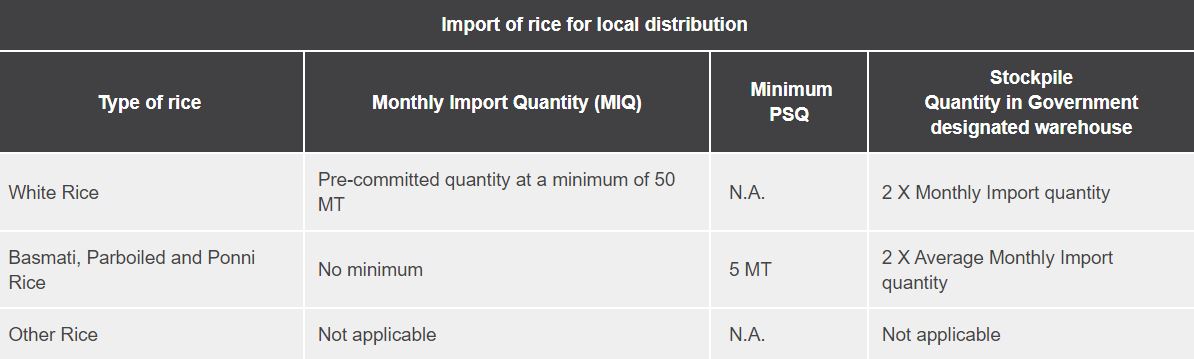 Import of rice for local distribution
Type of rice
Monthly Import Quantity (MIQ)
Minimum
PSQ
Stockpile
Quantity in Government
designated warehouse
White Rice
Pre-committed quantity at a minimum of 50
MT
N.A.
2 X Monthly Import quantity
Basmati, Parboiled and Ponni
Rice
No minimum
5 MT
2 X Average Monthly Import
quantity
Other Rice
Not applicable
N.A.
Not applicable